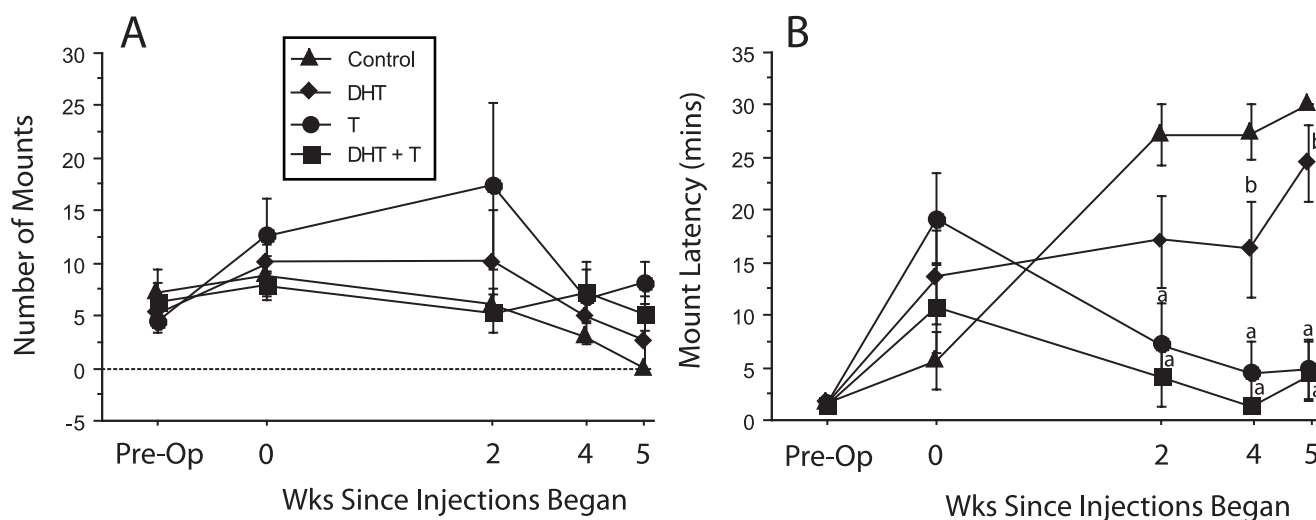 A
30
25
20
15
10
5
0
-5
Number of Mounts
Control
DHT
T
DHT + T
Pre-Op 0 2 4 5
Wks Since Injections Began
B
35
30
25
20
15
10
5
0
Mount Latency (mins)
b
b
a
a
a
a
a
a
Pre-Op 0 2 4 5
Wks Since Injections Began